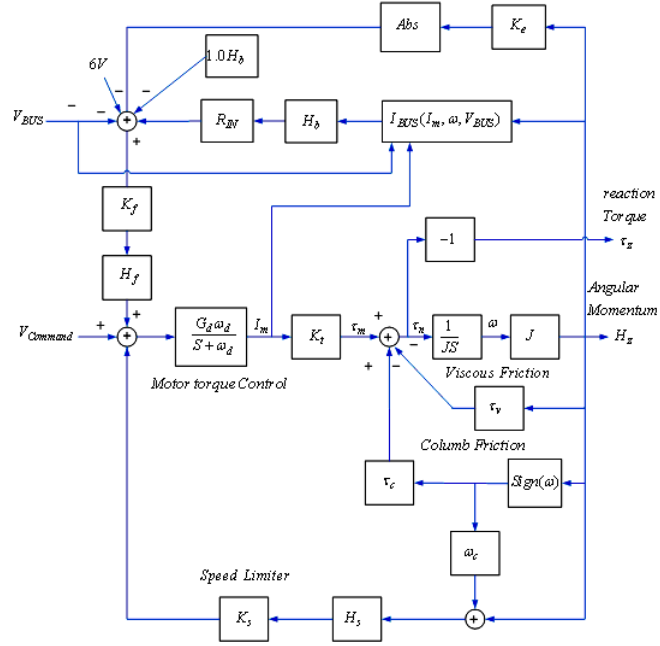 Abs
K_e
6V
1.0H_b
V_BUS
R_IN
H_b
I_BUS(I_m, ω, V_BUS)
K_f
reaction
Torque
τ_z
−1
H_f
Angular
Momentum
V_Command
G_d ω_d
S + ω_d
I_m
K_t
τ_m
τ_n
1
JS
ω
J
H_z
Motor torque Control
Viscous Friction
τ_v
Columb Friction
τ_c
Sign(ω)
ω_c
Speed Limiter
K_s
H_s